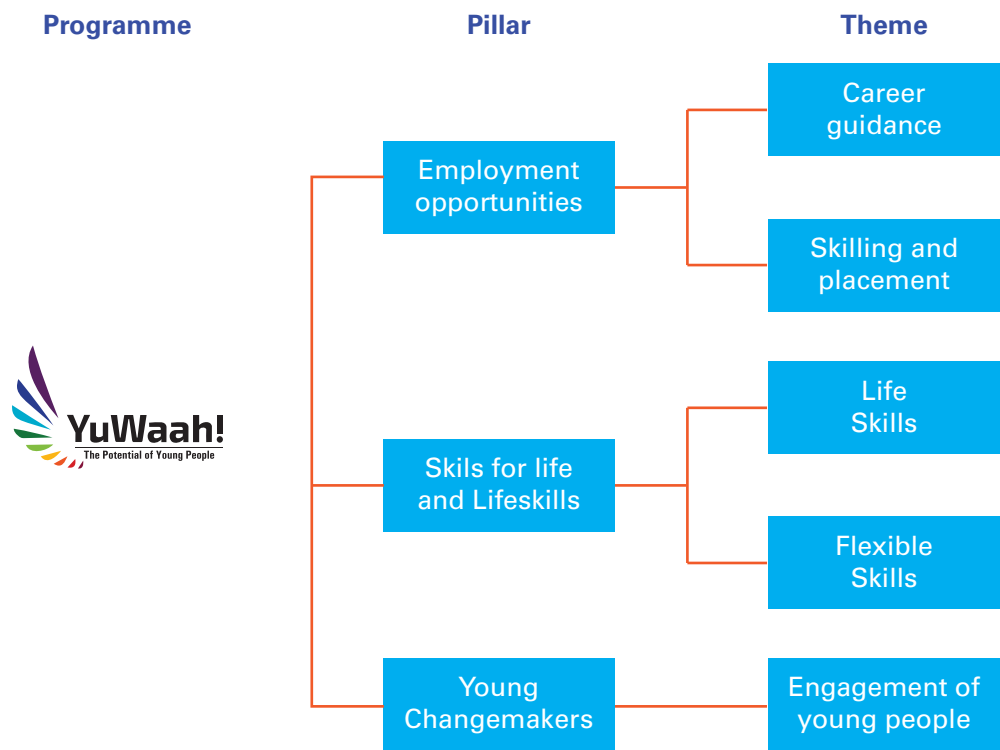 Programme
Pillar
Theme
Career
guidance
Employment
opportunities
Skilling and
placement
YuWaah!
The Potential of Young People
Life
Skills
Skils for life
and Lifeskills
Flexible
Skills
Young
Changemakers
Engagement of
young people